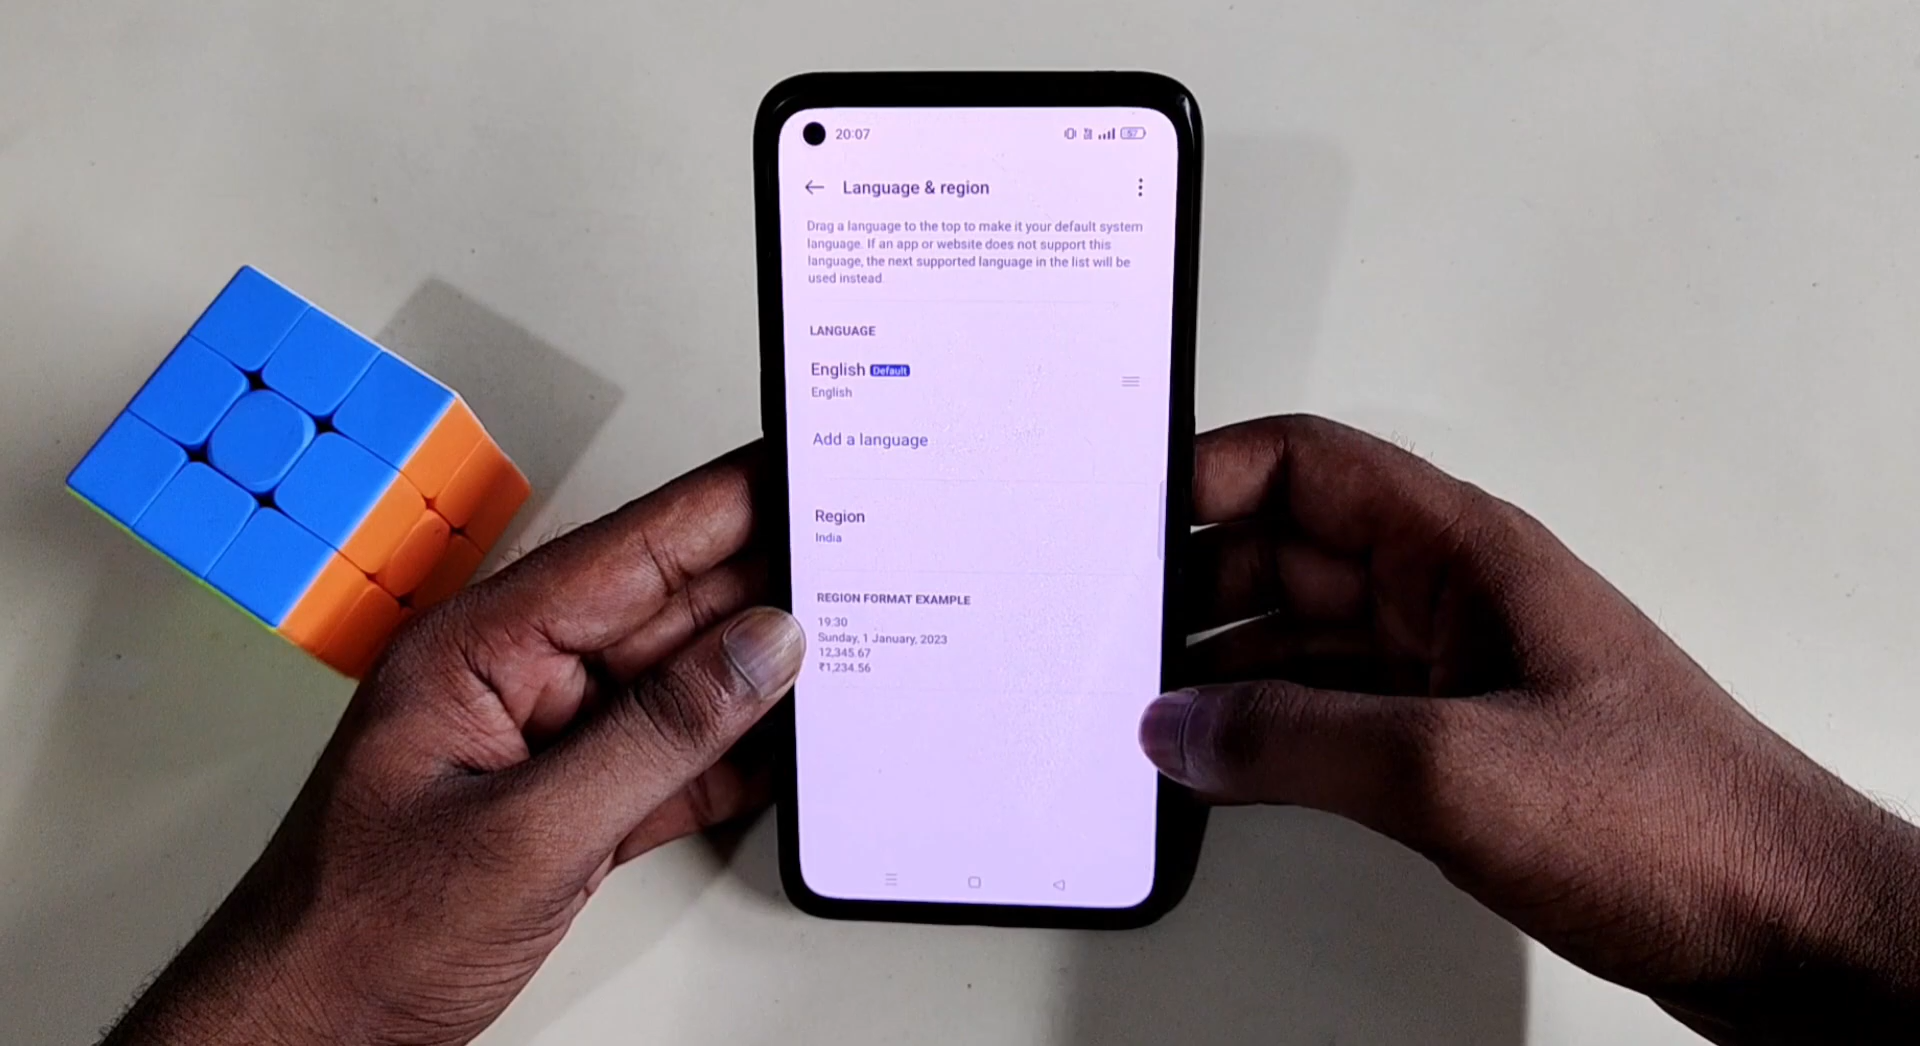 20:07
57
Language & region
Drag a language to the top to make it your default system
language. If an app or website does not support this
language, the next supported language in the list will be
used instead.
LANGUAGE
English Default
English
Add a language
Region
India
REGION FORMAT EXAMPLE
19:30
Sunday, 1 January, 2023
12,345.67
₹1,234.56